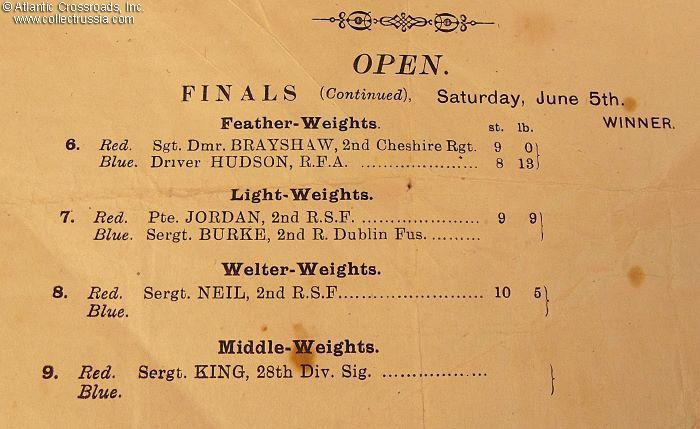 © Atlantic Crossroads, Inc.
www.collectrussia.com
OPEN.
FINALS (Continued), Saturday, June 5th.
Feather-Weights. st. lb. WINNER.
6. Red. Sgt. Dmr. BRAYSHAW, 2nd Cheshire Rgt. 9 0
Blue. Driver HUDSON, R.F.A. ...................... 8 13
Light-Weights.
7. Red. Pte. JORDAN, 2nd R.S.F. ...................... 9 9
Blue. Sergt. BURKE, 2nd R. Dublin Fus. .........
Welter-Weights.
8. Red. Sergt. NEIL, 2nd R.S.F........................... 10 5
Blue.
Middle-Weights.
9. Red. Sergt. KING, 28th Div. Sig. ...................
Blue.